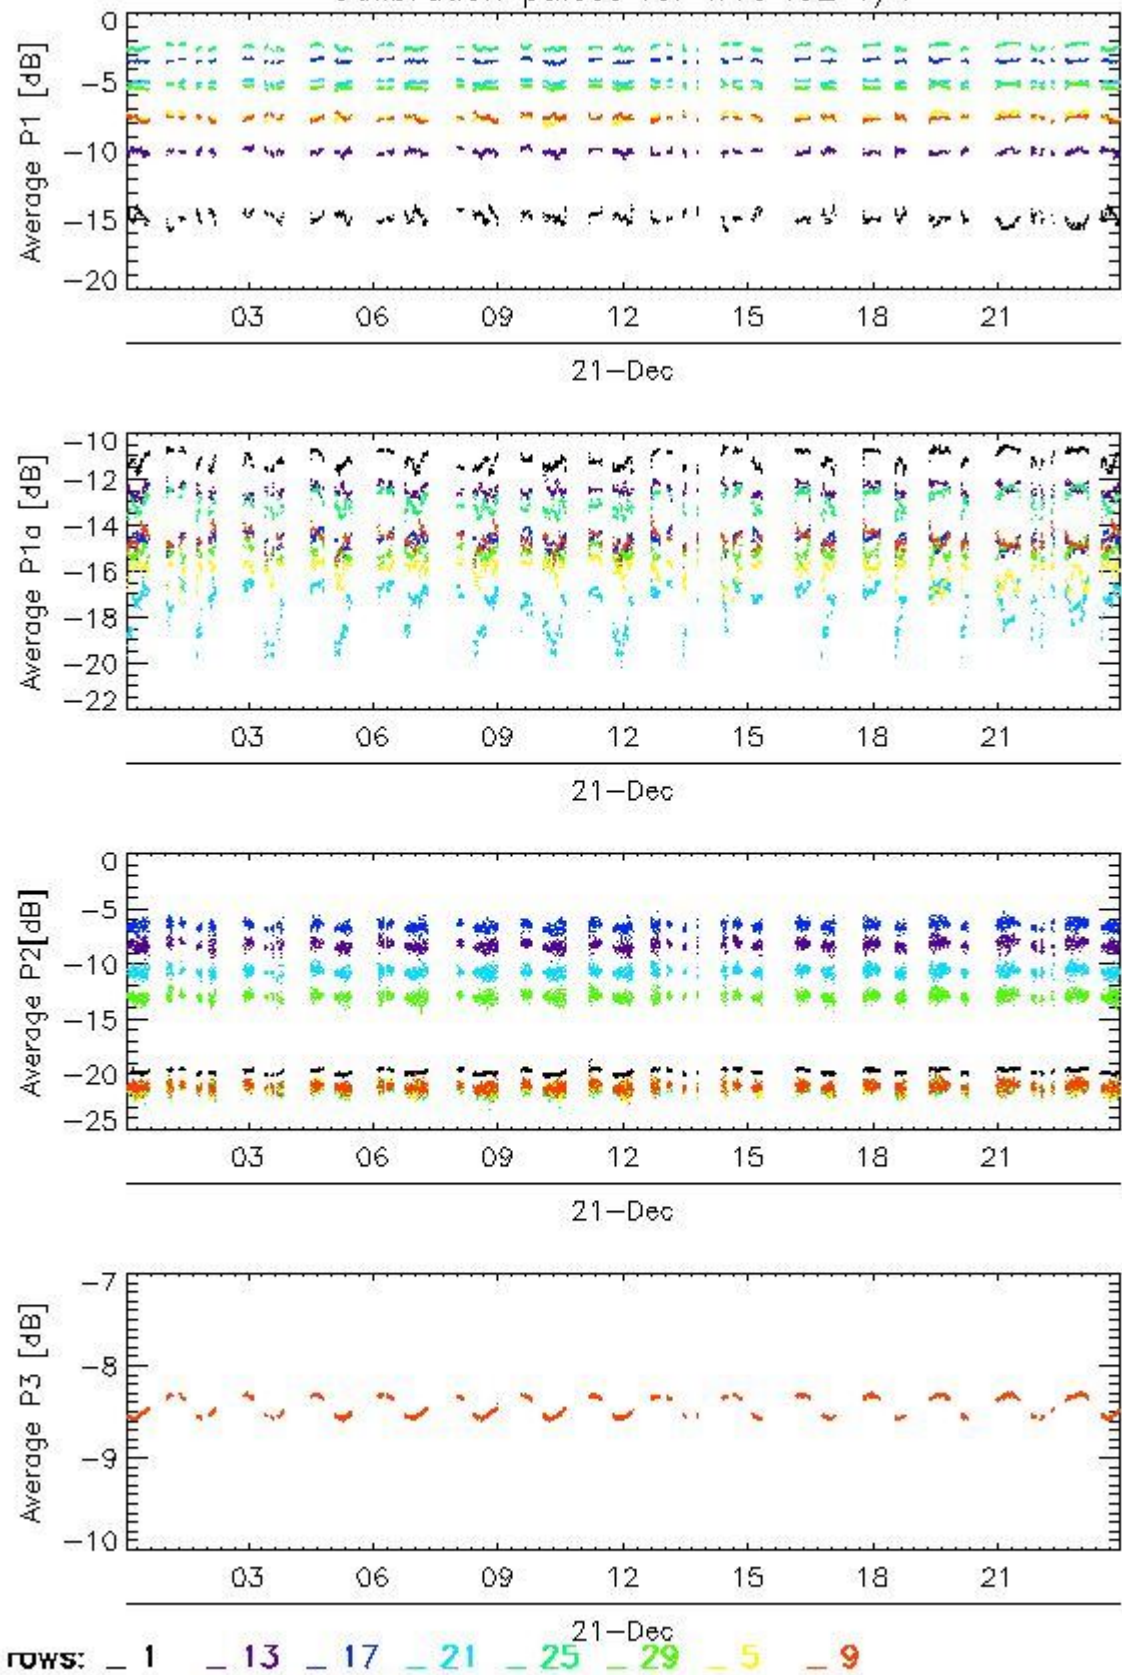 Average P1 [dB]
0
−5
−10
−15
−20
03 06 09 12 15 18 21
21−Dec
Average P1a [dB]
−10
−12
−14
−16
−18
−20
−22
03 06 09 12 15 18 21
21−Dec
Average P2[dB]
0
−5
−10
−15
−20
−25
03 06 09 12 15 18 21
21−Dec
Average P3 [dB]
−7
−8
−9
−10
03 06 09 12 15 18 21
21−Dec
rows: _ 1 _ 13 _ 17 _ 21 _ 25 _ 29 _ 5 _ 9